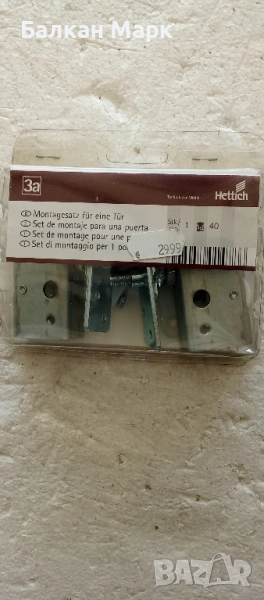 Балкан Марк
3a
Hettich
D Montagesatz für eine Tür
E Set de montaje para una puerta
F Set de montage pour une
I Set di montaggio per 1
Stk./ 1 40
€ 2999
BAZAR